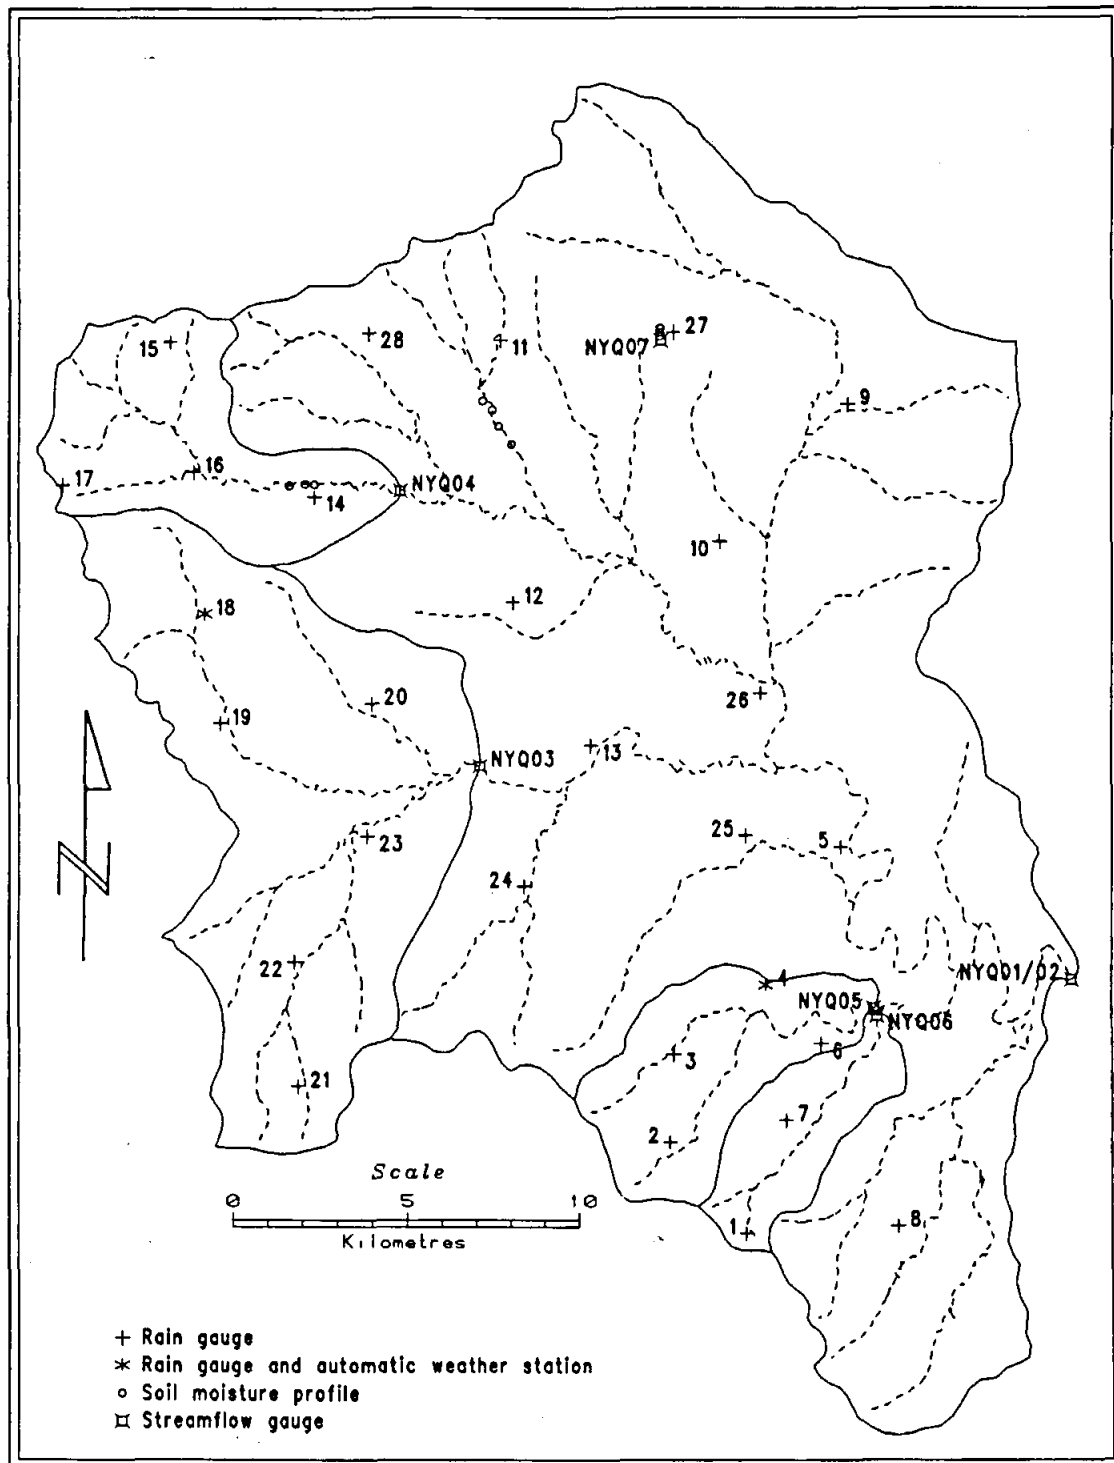 15
28
11
NYQ07
27
9
17
16
14
NYQ04
10
12
18
20
19
26
13
NYQ03
23
25
5
24
22
4
NYQ01/02
NYQ05
NYQ06
6
3
21
7
2
1
8
Scale
0 5 10
Kilometres
N
Rain gauge
Rain gauge and automatic weather station
Soil moisture profile
Streamflow gauge